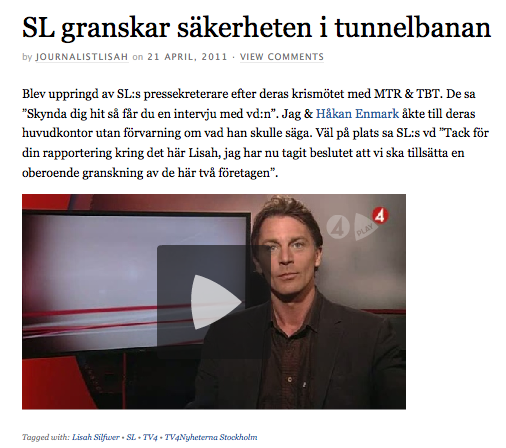 SL granskar säkerheten i tunnelbanan
by JOURNALISTLISAH on 21 APRIL, 2011 · VIEW COMMENTS
Blev uppringd av SL:s pressekreterare efter deras krismötet med MTR & TBT. De sa
”Skynda dig hit så får du en intervju med vd:n”. Jag & Håkan Enmark åkte till deras
huvudkontor utan förvarning om vad han skulle säga. Väl på plats sa SL:s vd ”Tack för
din rapportering kring det här Lisah, jag har nu tagit beslutet att vi ska tillsätta en
oberoende granskning av de här två företagen”.
4 PLAY 4
Tagged with: Lisah Silfwer • SL • TV4 • TV4Nyheterna Stockholm